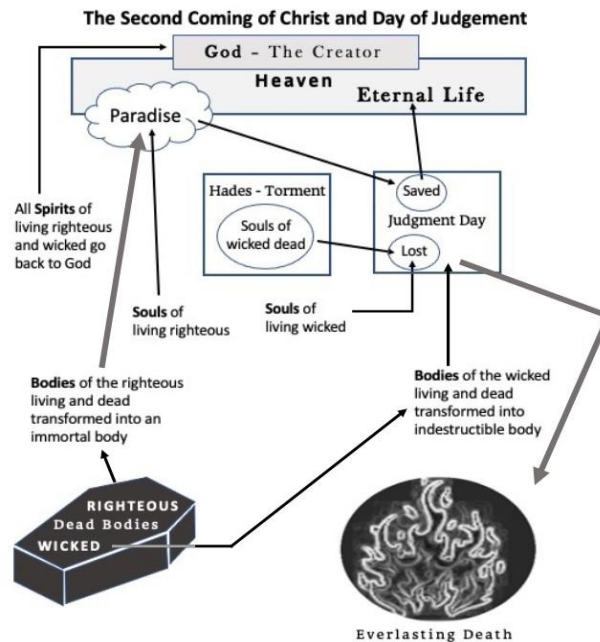 The Second Coming of Christ and Day of Judgement
God - The Creator
Heaven
Eternal Life
Paradise
Hades - Torment
Souls of
wicked dead
Saved
Judgment Day
Lost
All Spirits of
living righteous
and wicked go
back to God
Souls of
living righteous
Souls of
living wicked
Bodies of the righteous
living and dead
transformed into an
immortal body
Bodies of the wicked
living and dead
transformed into
indestructible body
RIGHTEOUS
Dead Bodies
WICKED
Everlasting Death